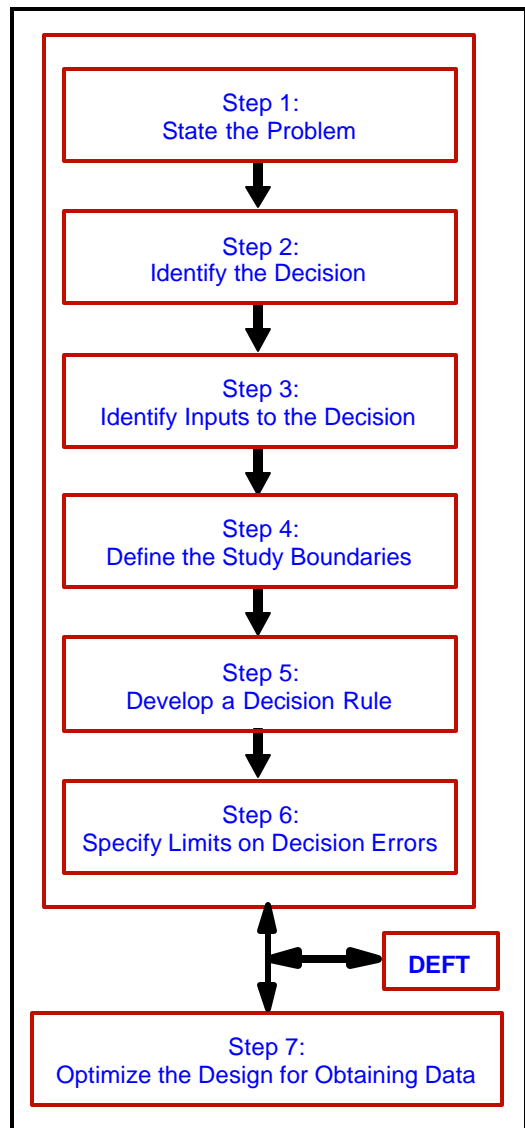 Step 1:
State the Problem
Step 2:
Identify the Decision
Step 3:
Identify Inputs to the Decision
Step 4:
Define the Study Boundaries
Step 5:
Develop a Decision Rule
Step 6:
Specify Limits on Decision Errors
DEFT
Step 7:
Optimize the Design for Obtaining Data